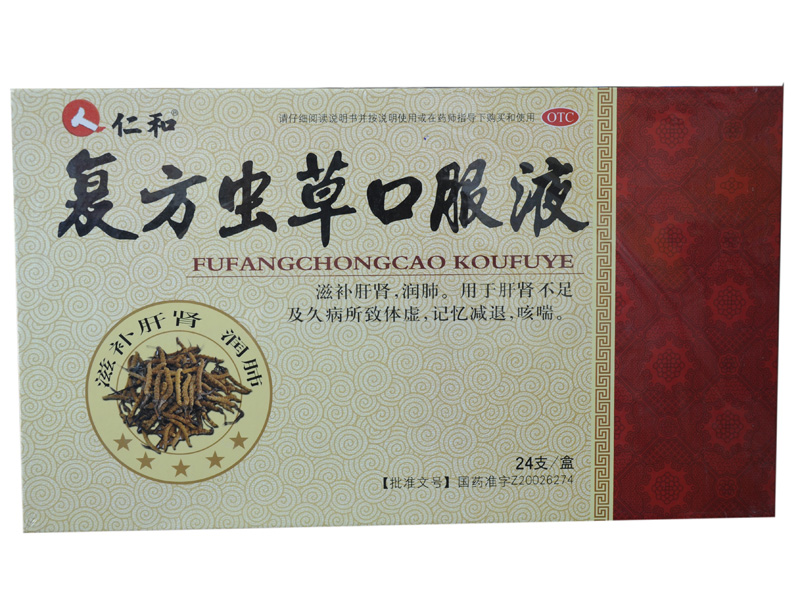 仁和®
请仔细阅读说明书并按说明使用或在药师指导下购买和使用 OTC
复方虫草口服液
FUFANGCHONGCAO KOUFUYE
滋补肝肾,润肺。用于肝肾不足
及久病所致体虚,记忆减退,咳喘。
滋补肝肾 润肺
24支/盒
【批准文号】国药准字Z20026274